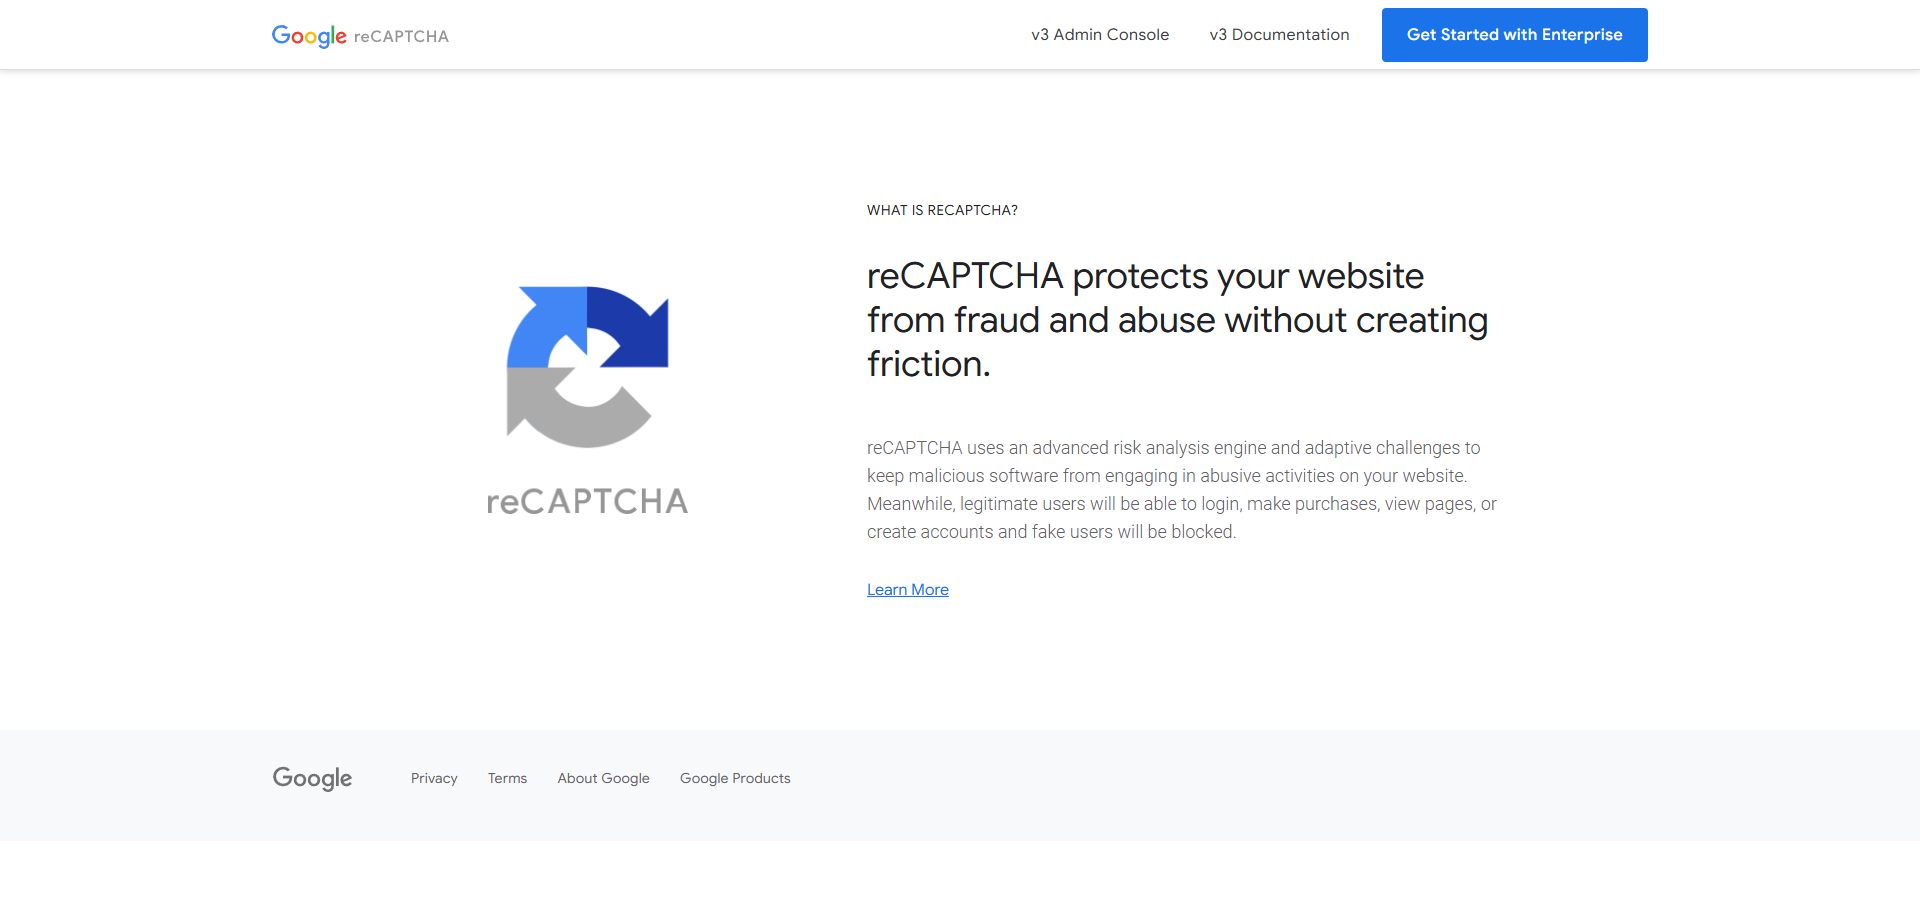 Google reCAPTCHA
v3 Admin Console
v3 Documentation
Get Started with Enterprise
WHAT IS RECAPTCHA?
reCAPTCHA protects your website
from fraud and abuse without creating
friction.
reCAPTCHA
reCAPTCHA uses an advanced risk analysis engine and adaptive challenges to
keep malicious software from engaging in abusive activities on your website.
Meanwhile, legitimate users will be able to login, make purchases, view pages, or
create accounts and fake users will be blocked.
Learn More
Google
Privacy
Terms
About Google
Google Products